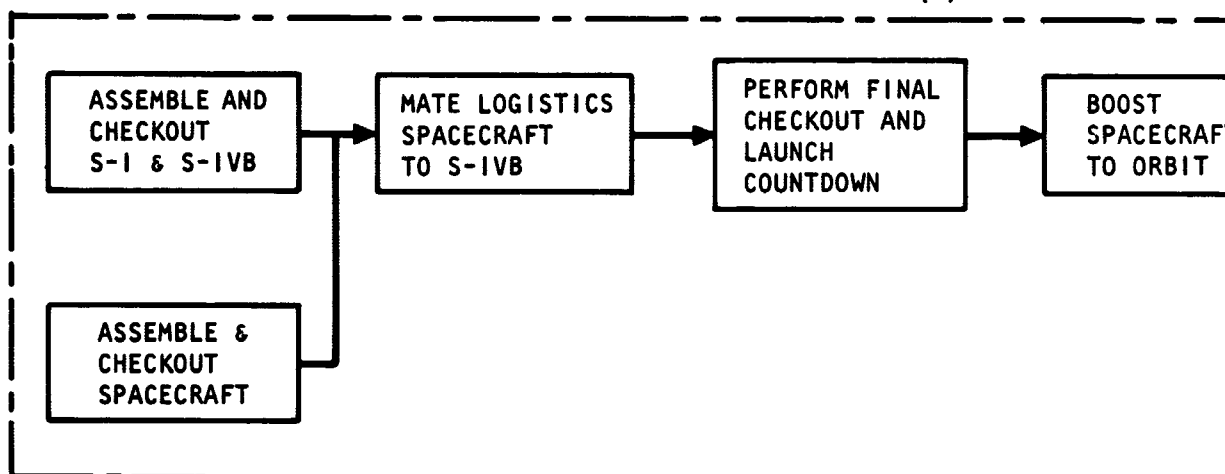 ASSEMBLE AND
CHECKOUT
S-I & S-IVB
MATE LOGISTICS
SPACECRAFT
TO S-IVB
PERFORM FINAL
CHECKOUT AND
LAUNCH
COUNTDOWN
BOOST
SPACECRAFT
TO ORBIT
ASSEMBLE &
CHECKOUT
SPACECRAFT